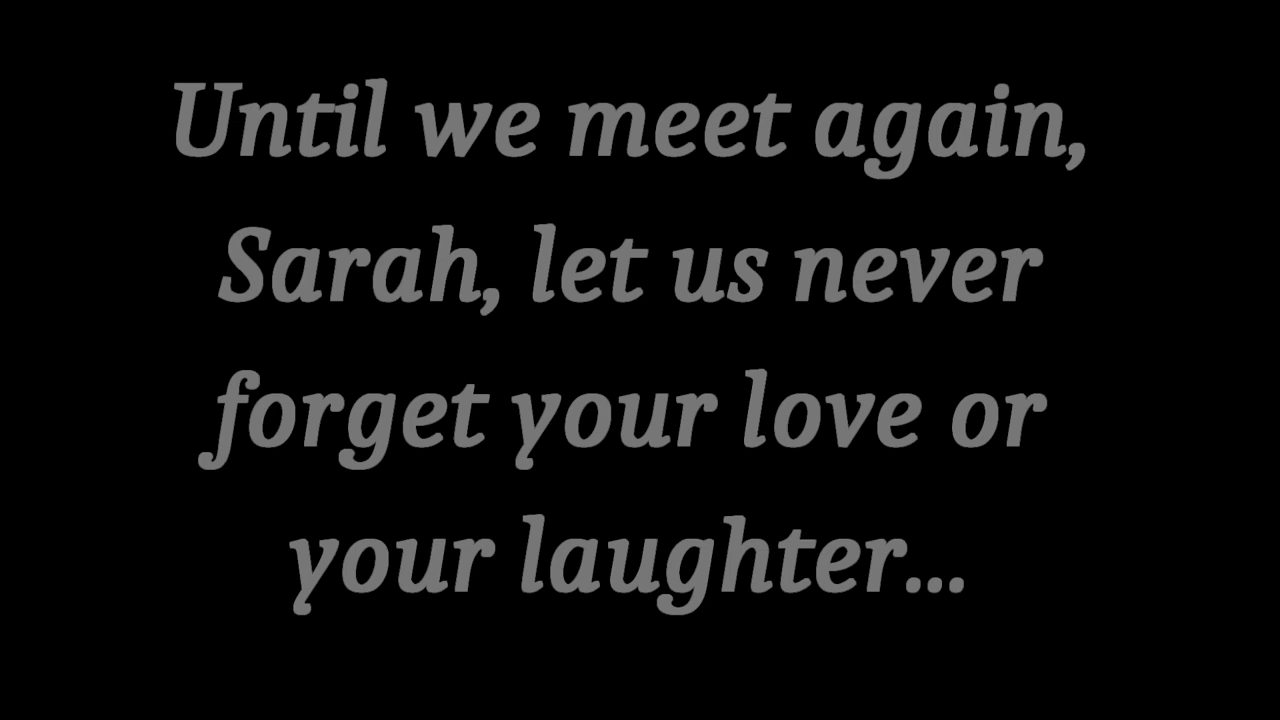 Until we meet again,
Sarah, let us never
forget your love or
your laughter...